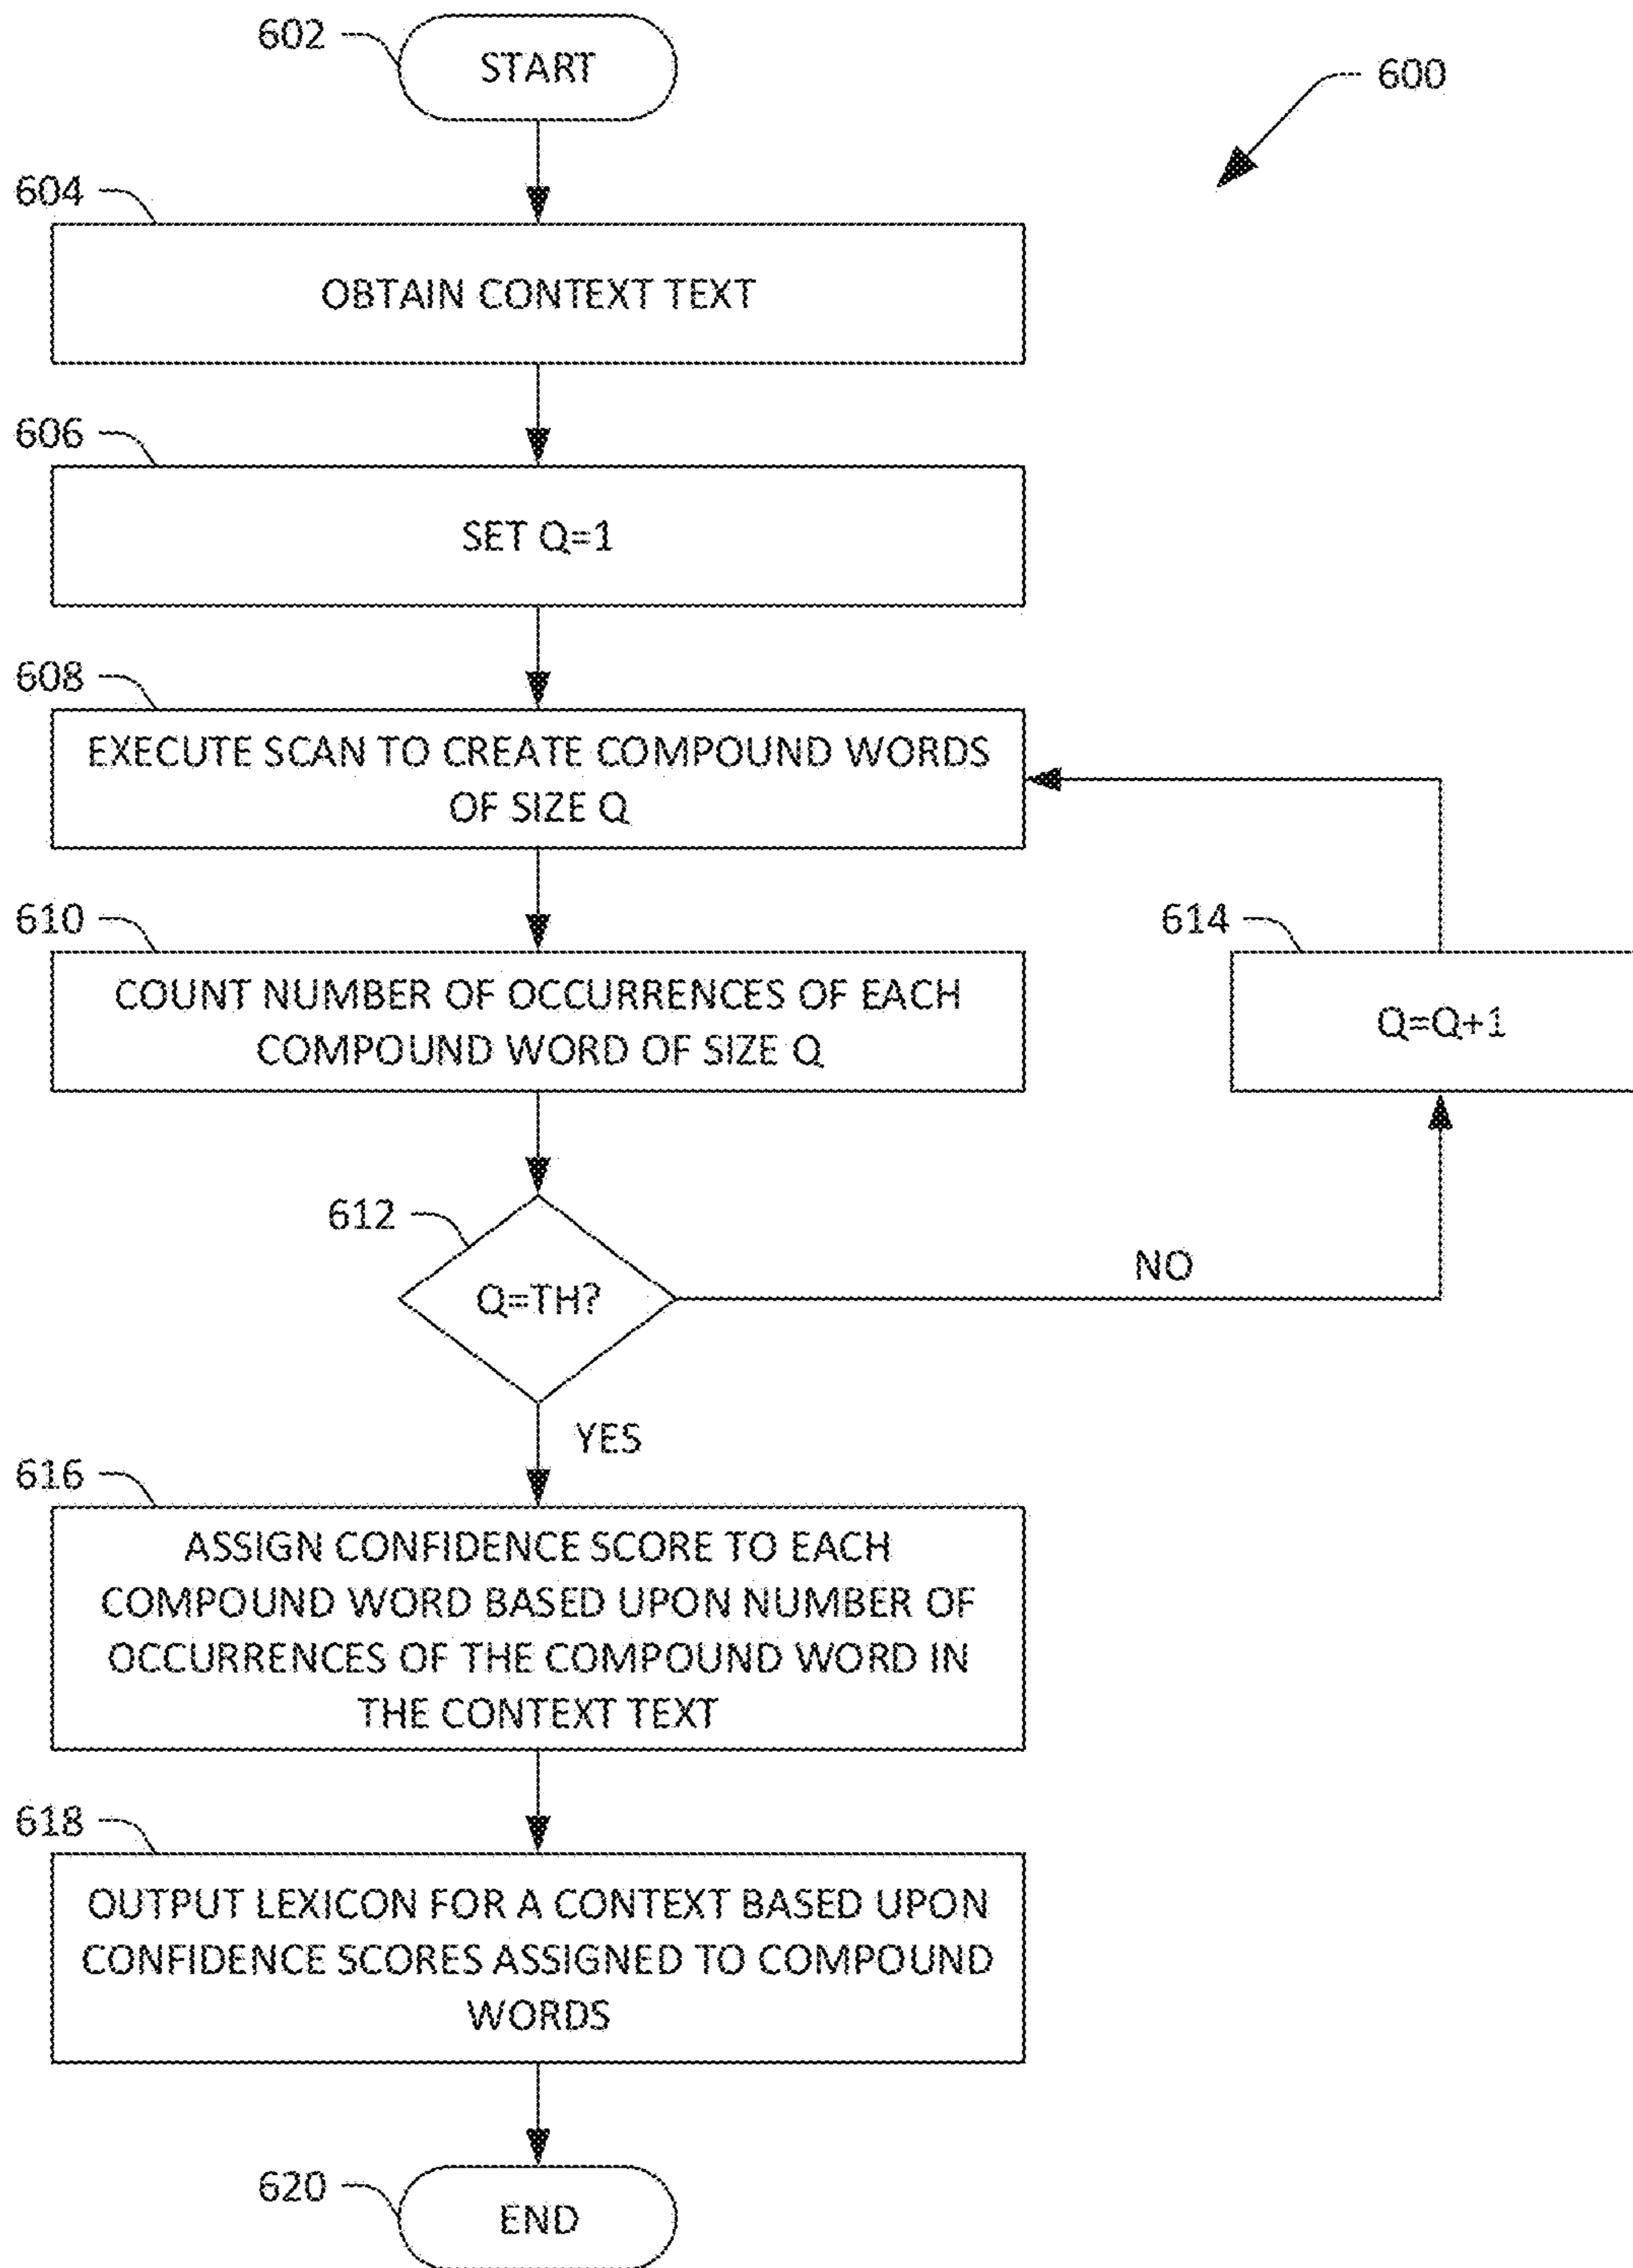 602
START
600
604
OBTAIN CONTEXT TEXT
606
SET Q=1
608
EXECUTE SCAN TO CREATE COMPOUND WORDS
OF SIZE Q
610
COUNT NUMBER OF OCCURRENCES OF EACH
COMPOUND WORD OF SIZE Q
614
Q=Q+1
612
Q=TH?
NO
YES
616
ASSIGN CONFIDENCE SCORE TO EACH
COMPOUND WORD BASED UPON NUMBER OF
OCCURRENCES OF THE COMPOUND WORD IN
THE CONTEXT TEXT
618
OUTPUT LEXICON FOR A CONTEXT BASED UPON
CONFIDENCE SCORES ASSIGNED TO COMPOUND
WORDS
620
END